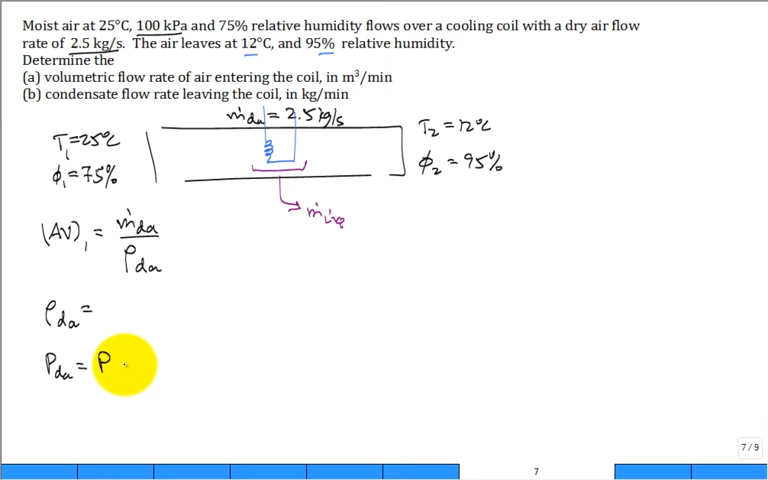 Moist air at 25°C, 100 kPa and 75% relative humidity flows over a cooling coil with a dry air flow
rate of 2.5 kg/s. The air leaves at 12°C, and 95% relative humidity.
Determine the
(a) volumetric flow rate of air entering the coil, in m³/min
(b) condensate flow rate leaving the coil, in kg/min
ṁda = 2.5 kg/s
T₁=25°C
T₂ = 12°C
ϕ₁=75%
ϕ₂ = 95%
ṁLiq
(AV)₁ = ṁda / ρda
ρda =
Pda = P
7/9
7